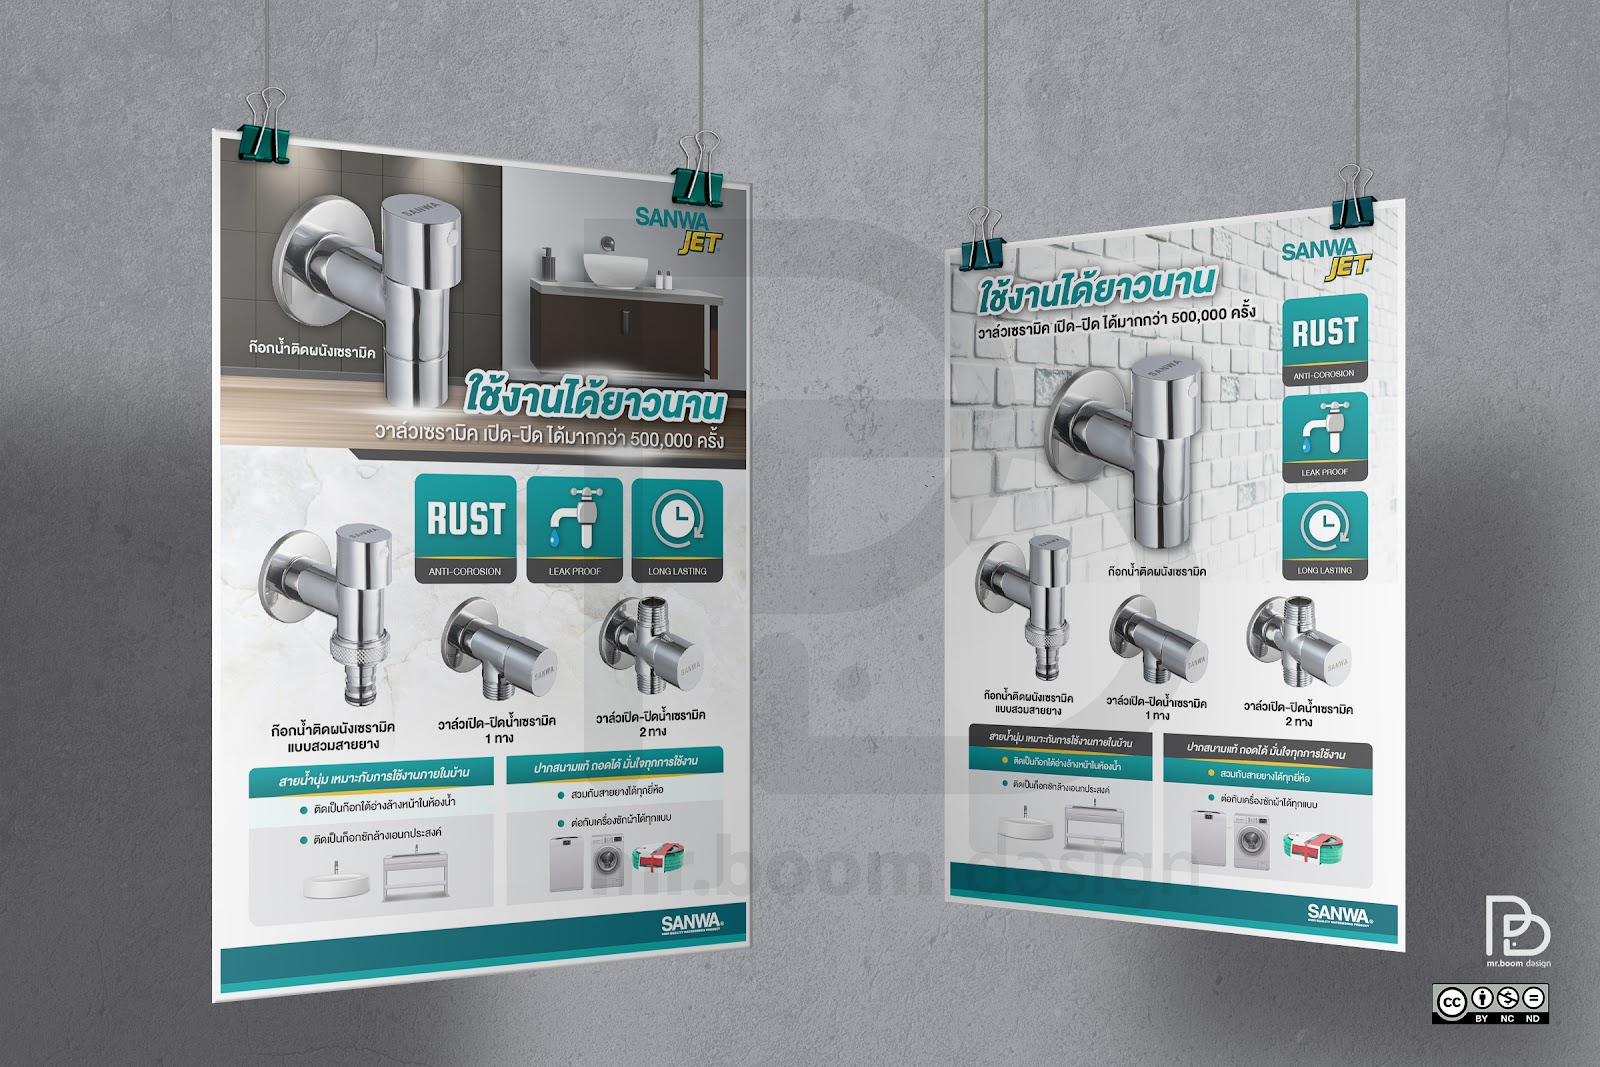 SANWA
SANWA
JET
ก๊อกน้ำติดผนังเซรามิค
ใช้งานได้ยาวนาน
วาล์วเซรามิค เปิด-ปิด ได้มากกว่า 500,000 ครั้ง
RUST
ANTI-COROSION
LEAK PROOF
LONG LASTING
SANWA
SANWA
SANWA
ก๊อกน้ำติดผนังเซรามิค
แบบสวมสายยาง
วาล์วเปิด-ปิดน้ำเซรามิค
1 ทาง
วาล์วเปิด-ปิดน้ำเซรามิค
2 ทาง
สายน้ำนุ่ม เหมาะกับการใช้งานภายในบ้าน
ติดเป็นก๊อกใต้อ่างล้างหน้าในห้องน้ำ
ติดเป็นก็อกซักล้างเอนกประสงค์
ปากสนามแท้ ถอดได้ มั่นใจทุกการใช้งาน
สวมกับสายยางได้ทุกยี่ห้อ
ต่อกับเครื่องซักผ้าได้ทุกแบบ
SANWA
SANWA
JET
ใช้งานได้ยาวนาน
วาล์วเซรามิค เปิด-ปิด ได้มากกว่า 500,000 ครั้ง
RUST
ANTI-COROSION
LEAK PROOF
LONG LASTING
SANWA
ก๊อกน้ำติดผนังเซรามิค
SANWA
SANWA
SANWA
ก๊อกน้ำติดผนังเซรามิค
แบบสวมสายยาง
วาล์วเปิด-ปิดน้ำเซรามิค
1 ทาง
วาล์วเปิด-ปิดน้ำเซรามิค
2 ทาง
สายน้ำนุ่ม เหมาะกับการใช้งานภายในบ้าน
ติดเป็นก๊อกใต้อ่างล้างหน้าในห้องน้ำ
ติดเป็นก็อกซักล้างเอนกประสงค์
ปากสนามแท้ ถอดได้ มั่นใจทุกการใช้งาน
สวมกับสายยางได้ทุกยี่ห้อ
ต่อกับเครื่องซักผ้าได้ทุกแบบ
SANWA
mr.boom dasign
mr.boom dasign
CC BY NC ND